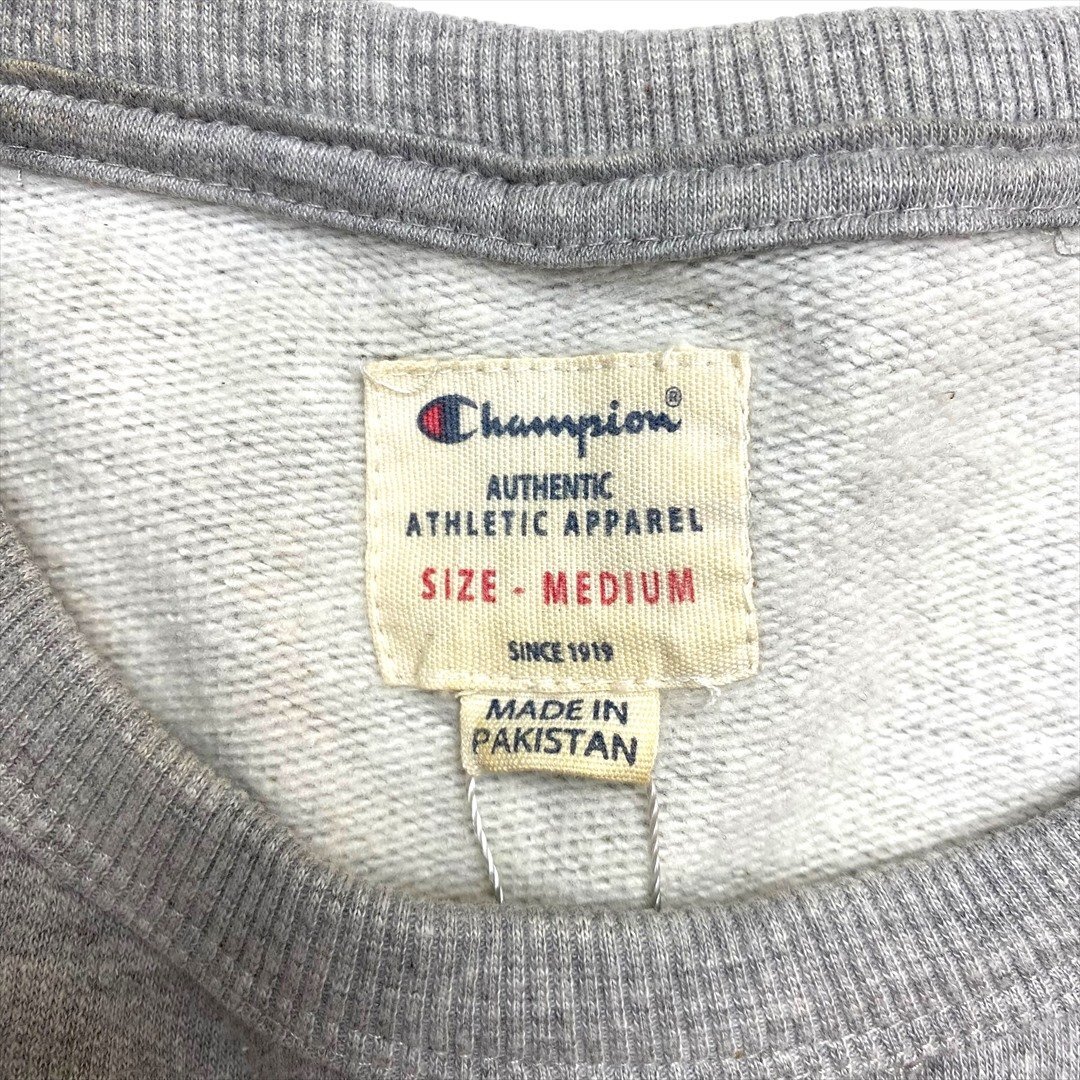 Champion®
AUTHENTIC
ATHLETIC APPAREL
SIZE - MEDIUM
SINCE 1919
MADE IN
PAKISTAN